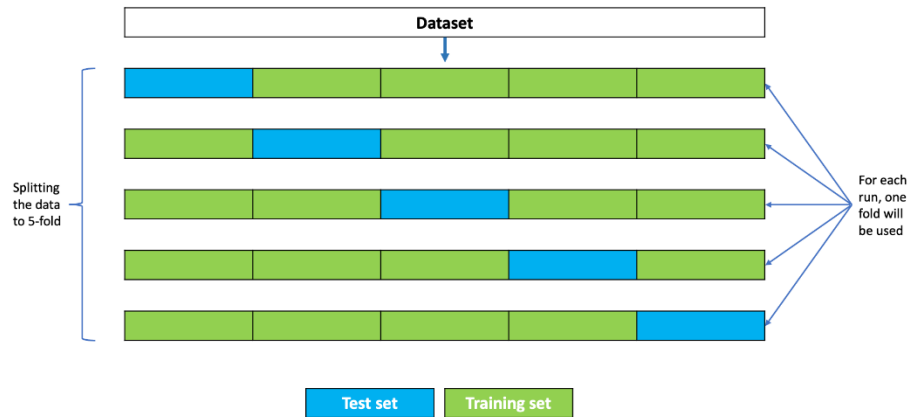 Dataset
Splitting
the data
to 5-fold
For each
run, one
fold will
be used
Test set
Training set